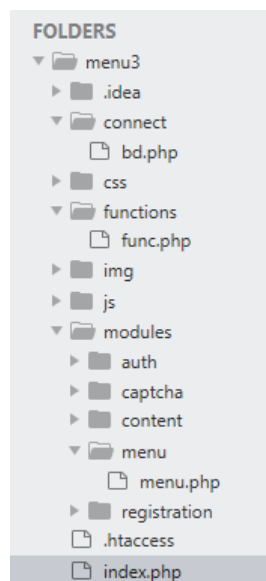 FOLDERS
menu3
.idea
connect
bd.php
css
functions
func.php
img
js
modules
auth
captcha
content
menu
menu.php
registration
.htaccess
index.php